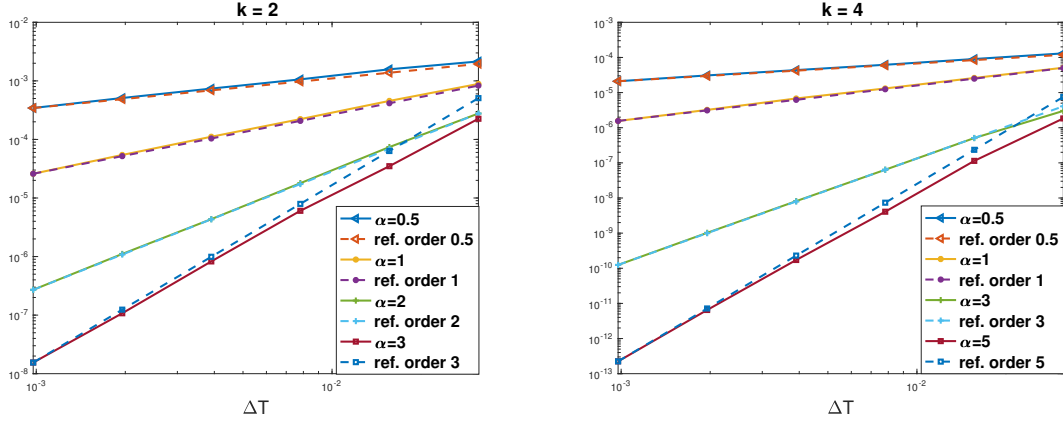 k = 2
10^-2
10^-3
10^-4
10^-5
10^-6
10^-7
10^-8
10^-3
10^-2
ΔT
α=0.5
ref. order 0.5
α=1
ref. order 1
α=2
ref. order 2
α=3
ref. order 3
k = 4
10^-3
10^-4
10^-5
10^-6
10^-7
10^-8
10^-9
10^-10
10^-11
10^-12
10^-13
10^-3
10^-2
ΔT
α=0.5
ref. order 0.5
α=1
ref. order 1
α=3
ref. order 3
α=5
ref. order 5